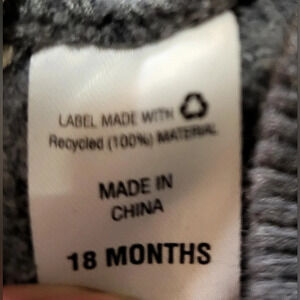 LABEL MADE WITH
Recycled (100%) MATERIAL
MADE IN
CHINA
18 MONTHS